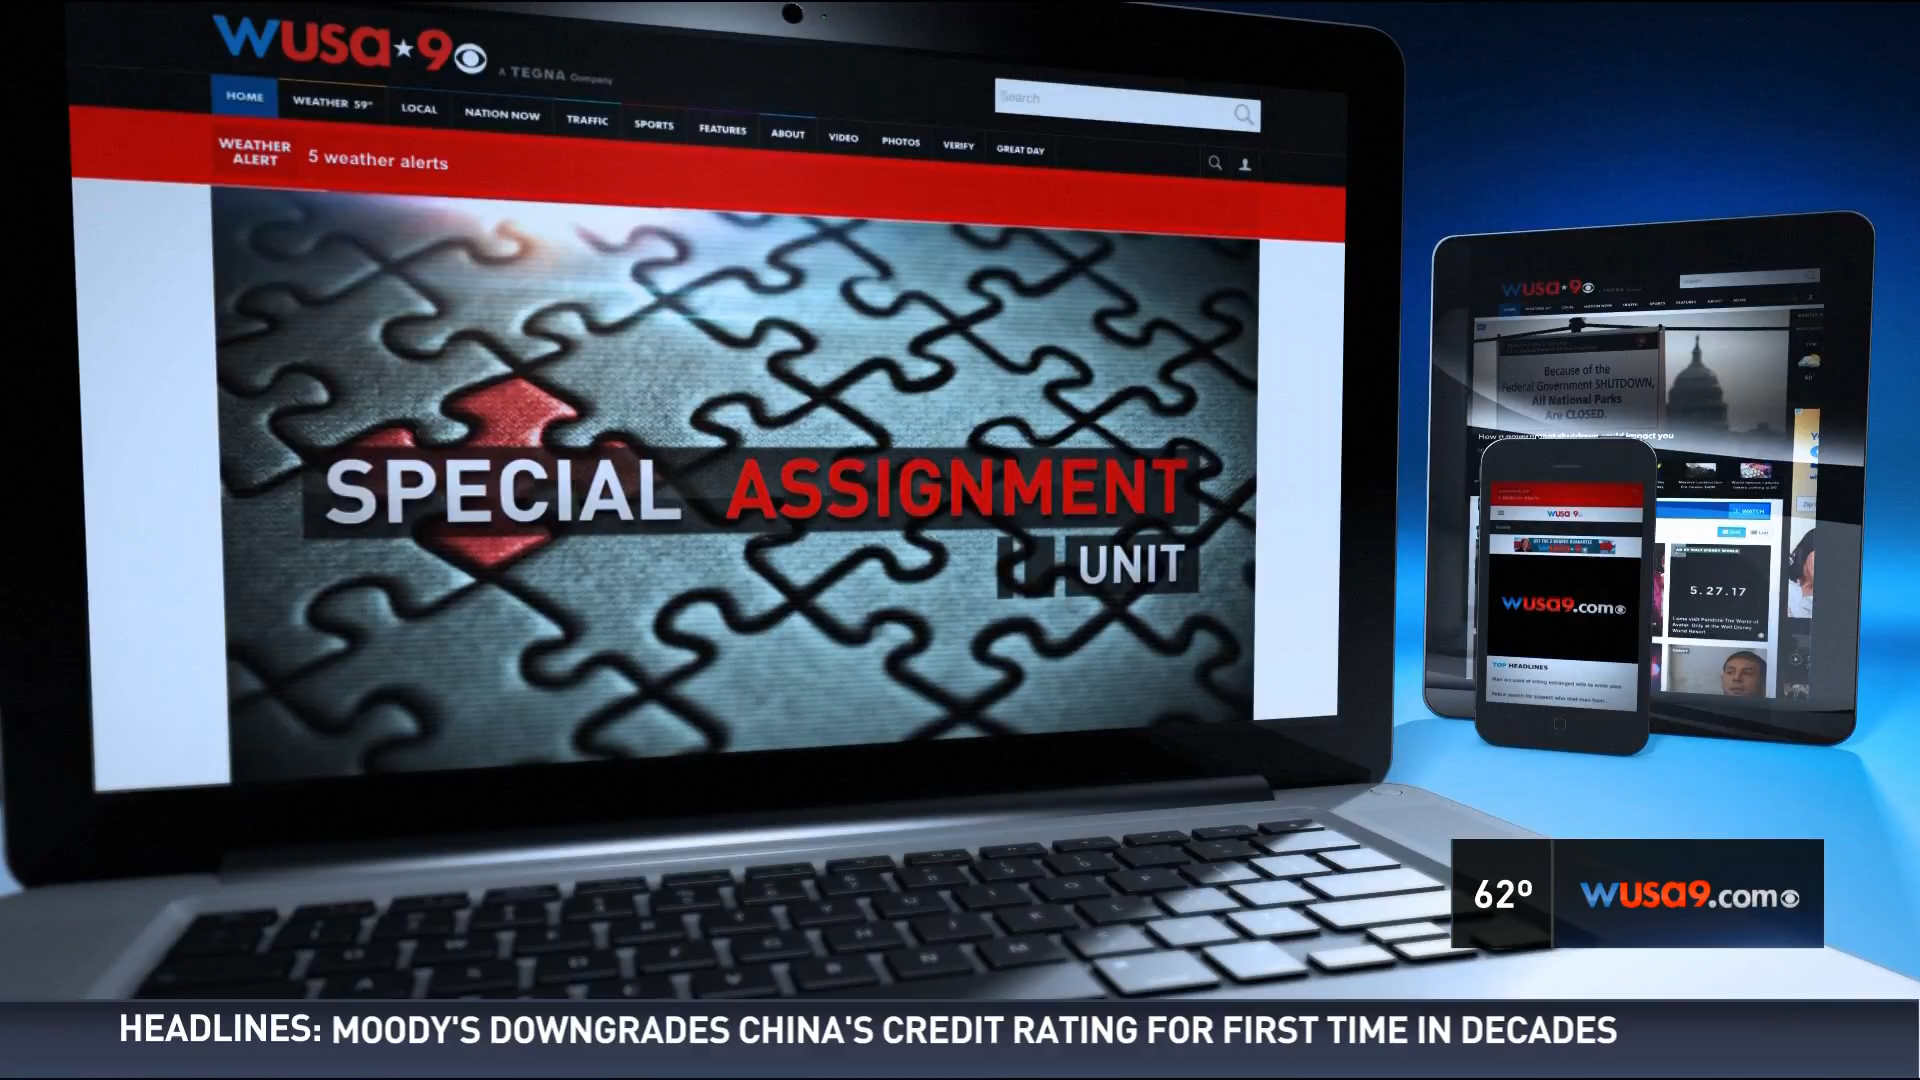 WUSA★9
A TEGNA Company
Search
HOME WEATHER 59° LOCAL NATION NOW TRAFFIC SPORTS FEATURES ABOUT VIDEO PHOTOS VERIFY GREAT DAY
WEATHER ALERT
5 weather alerts
SPECIAL ASSIGNMENT
UNIT
WUSA★9
Because of the
Federal Government SHUTDOWN,
All National Parks
Are CLOSED.
WATCH
5.27.17
WUSA 9
WUSA9.com
TOP HEADLINES
62°
WUSA9.com
HEADLINES: MOODY'S DOWNGRADES CHINA'S CREDIT RATING FOR FIRST TIME IN DECADES